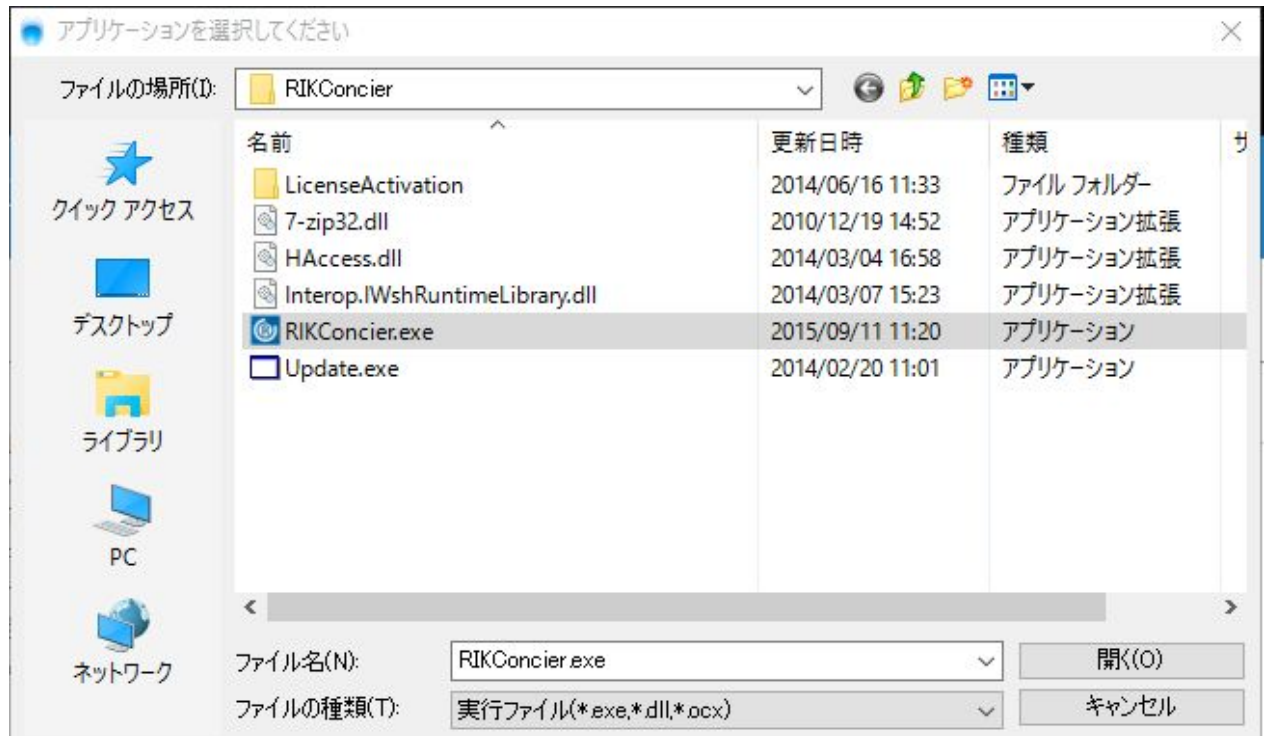 アプリケーションを選択してください
ファイルの場所(I): RIKConcier
名前 更新日時 種類 サ
LicenseActivation 2014/06/16 11:33 ファイル フォルダー
7-zip32.dll 2010/12/19 14:52 アプリケーション拡張
HAccess.dll 2014/03/04 16:58 アプリケーション拡張
Interop.IWshRuntimeLibrary.dll 2014/03/07 15:23 アプリケーション拡張
RIKConcier.exe 2015/09/11 11:20 アプリケーション
Update.exe 2014/02/20 11:01 アプリケーション
クイック アクセス
デスクトップ
ライブラリ
PC
ネットワーク
ファイル名(N): RIKConcier.exe 開く(O)
ファイルの種類(T): 実行ファイル(*.exe,*.dll,*.ocx) キャンセル